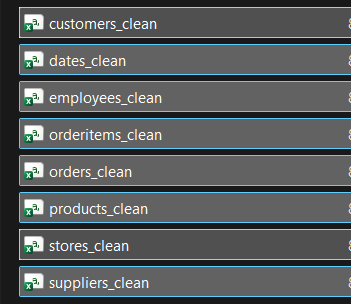 customers_clean
dates_clean
employees_clean
orderitems_clean
orders_clean
products_clean
stores_clean
suppliers_clean